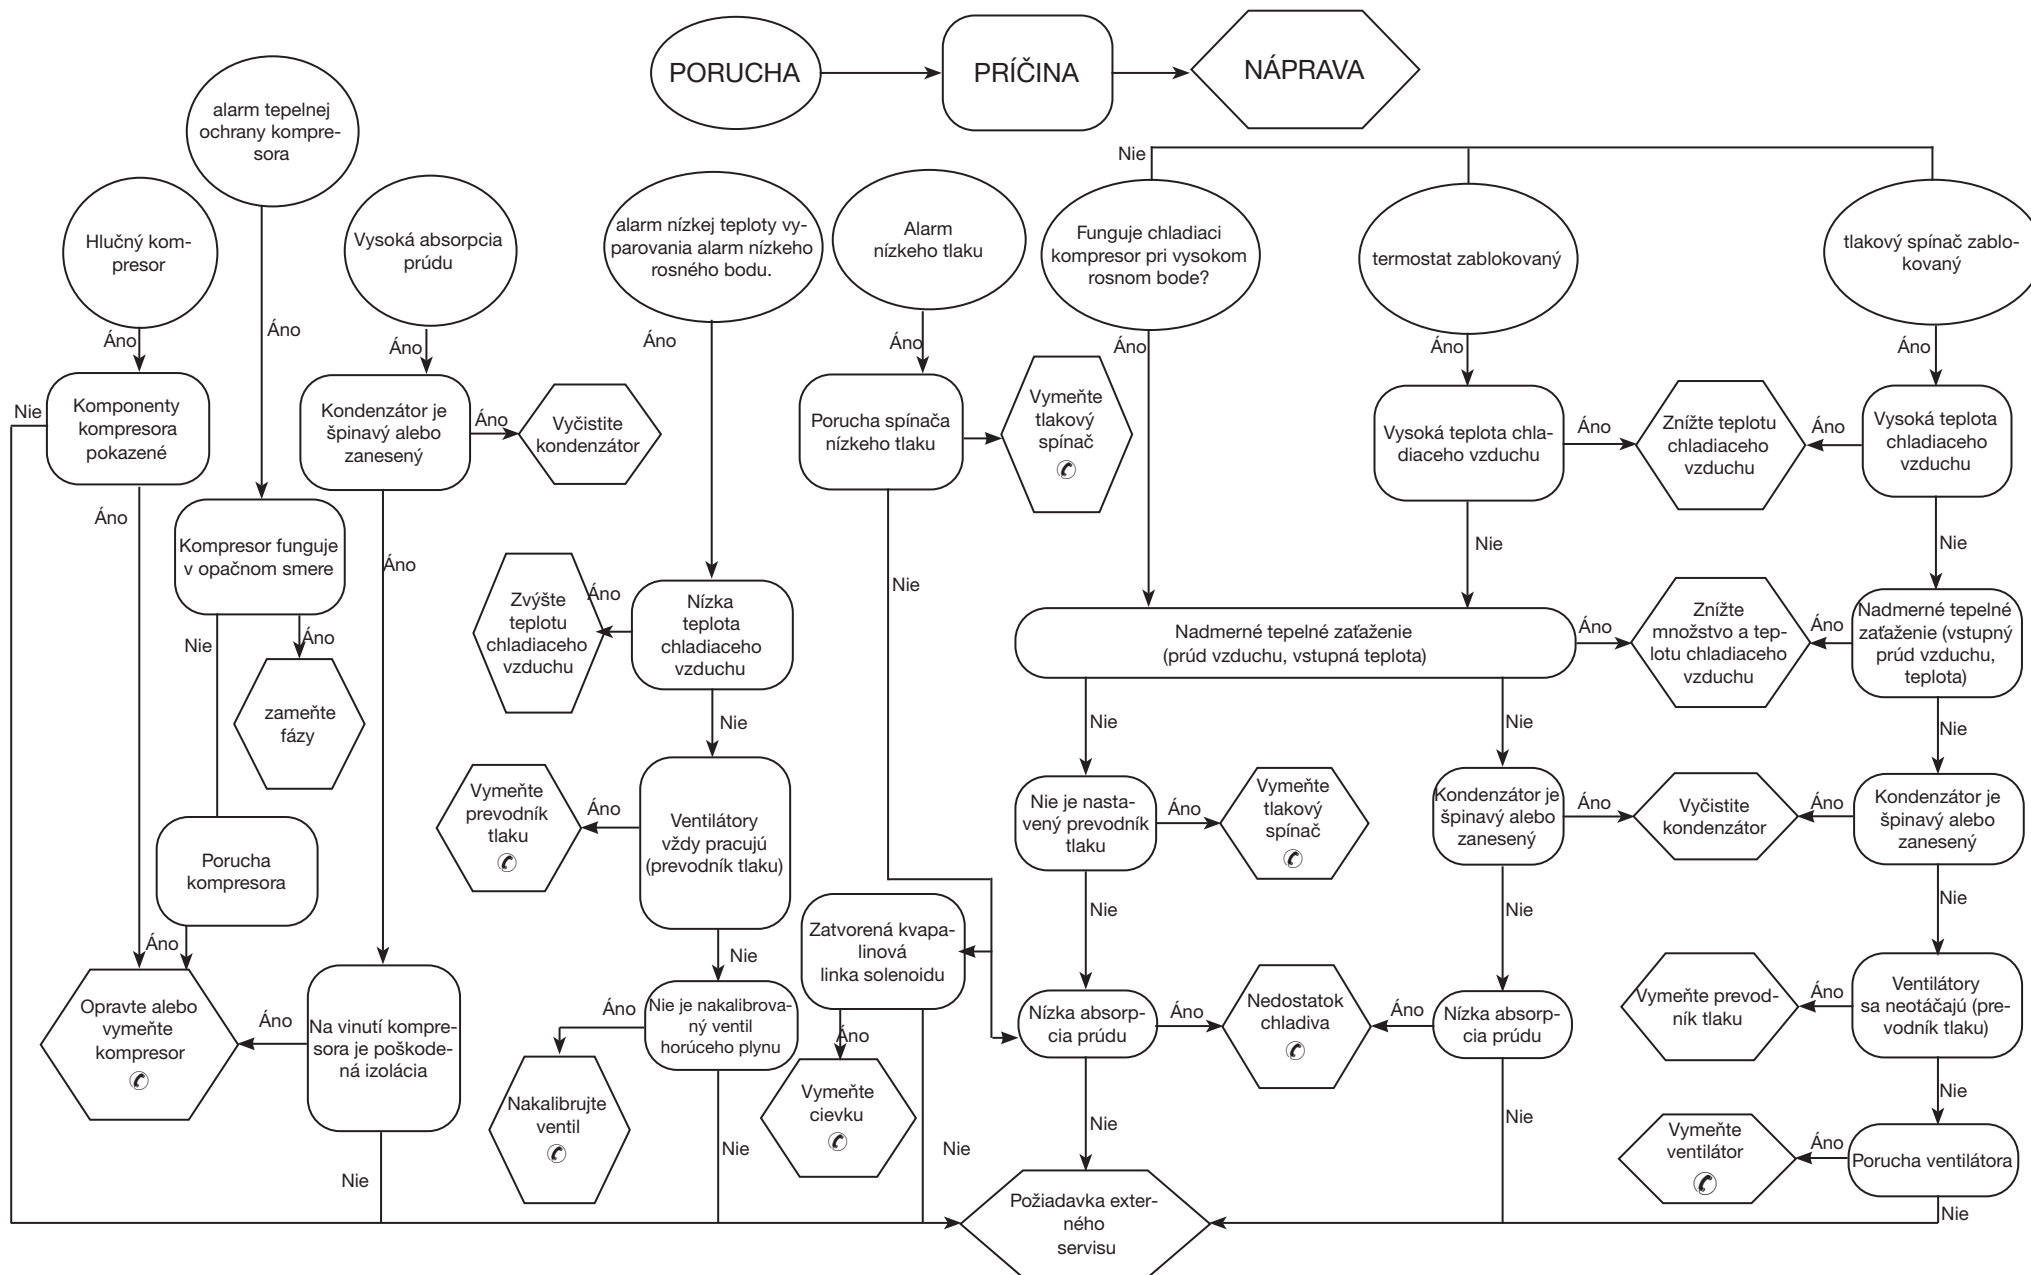 PORUCHA
PRÍČINA
NÁPRAVA
alarm tepelnej
ochrany kompre-
sora
Hlučný kom-
presor
Vysoká absorpcia
prúdu
alarm nízkej teploty vy-
parovania alarm nízkeho
rosného bodu.
Alarm
nízkeho tlaku
Nie
Funguje chladiaci
kompresor pri vysokom
rosnom bode?
termostat zablokovaný
tlakový spínač zablo-
kovaný
Áno
Áno
Áno
Áno
Áno
Áno
Áno
Áno
Nie
Komponenty
kompresora
pokazené
Kondenzátor je
špinavý alebo
zanesený
Áno
Vyčistite
kondenzátor
Porucha spínača
nízkeho tlaku
Vymeňte
tlakový
spínač
Vysoká teplota chla-
diaceho vzduchu
Áno
Znížte teplotu
chladiaceho
vzduchu
Áno
Vysoká teplota
chladiaceho
vzduchu
Áno
Kompresor funguje
v opačnom smere
Áno
Nie
Nie
Nie
Nie
Áno
zameňte
fázy
Zvýšte
teplotu
chladiaceho
vzduchu
Áno
Nízka
teplota
chladiaceho
vzduchu
Nadmerné tepelné zaťaženie
(prúd vzduchu, vstupná teplota)
Áno
Znížte
množstvo a tep-
lotu chladiaceho
vzduchu
Áno
Nadmerné tepelné
zaťaženie (vstupný
prúd vzduchu,
teplota)
Nie
Nie
Nie
Nie
Vymeňte
prevodník
tlaku
Áno
Ventilátory
vždy pracujú
(prevodník tlaku)
Nie je nasta-
vený prevodník
tlaku
Áno
Vymeňte
tlakový
spínač
Kondenzátor je
špinavý alebo
zanesený
Áno
Vyčistite
kondenzátor
Áno
Kondenzátor je
špinavý alebo
zanesený
Porucha
kompresora
Áno
Nie
Nie
Nie
Nie
Zatvorená kvapa-
linová
linka solenoidu
Opravte alebo
vymeňte
kompresor
Áno
Na vinutí kompre-
sora je poškode-
ná izolácia
Áno
Nie je nakalibrova-
ný ventil
horúceho plynu
Áno
Nízka absorp-
cia prúdu
Áno
Nedostatok
chladiva
Áno
Nízka absorp-
cia prúdu
Vymeňte prevod-
ník tlaku
Áno
Ventilátory
sa neotáčajú (pre-
vodník tlaku)
Nakalibrujte
ventil
Vymeňte
cievku
Nie
Nie
Nie
Nie
Nie
Nie
Vymeňte
ventilátor
Áno
Porucha ventilátora
Nie
Požiadavka exter-
ného
servisu